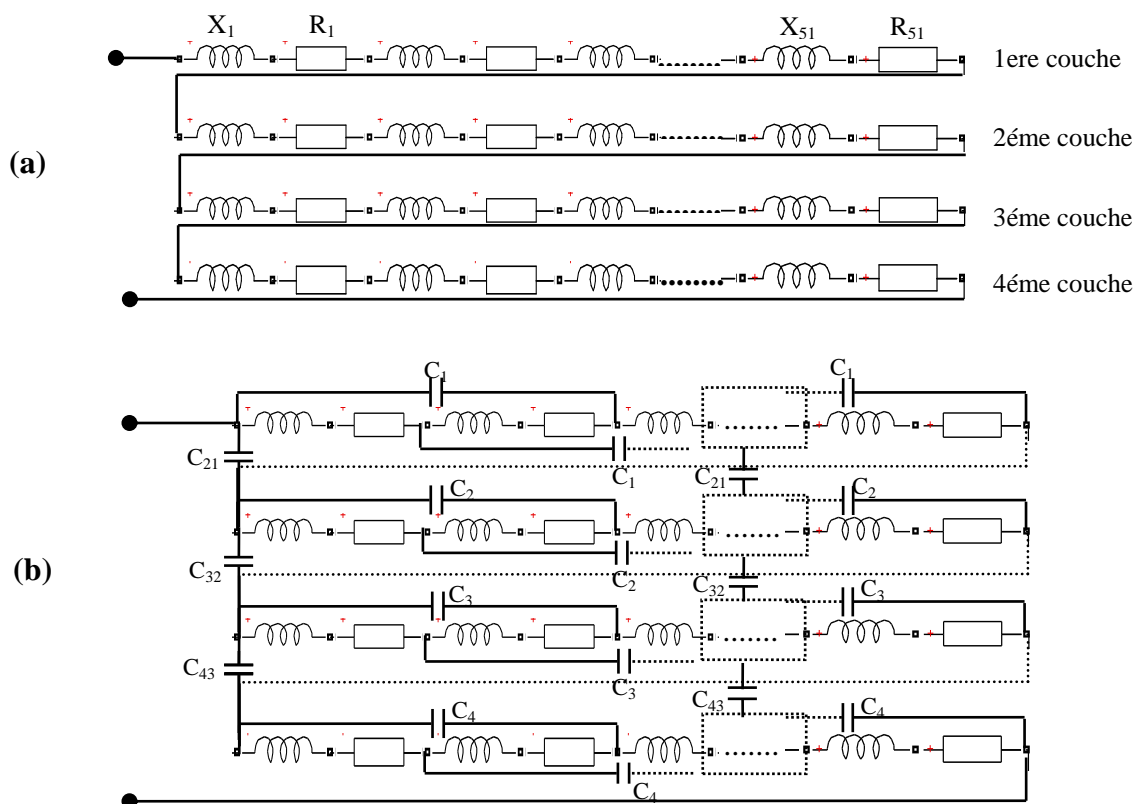 X1 R1 X51 R51
1ere couche
2éme couche
(a)
3éme couche
4éme couche
C1 C1
C21 C1 C21
C2 C2
(b)
C32 C2 C32
C3 C3
C43 C3 C43
C4 C4
C4